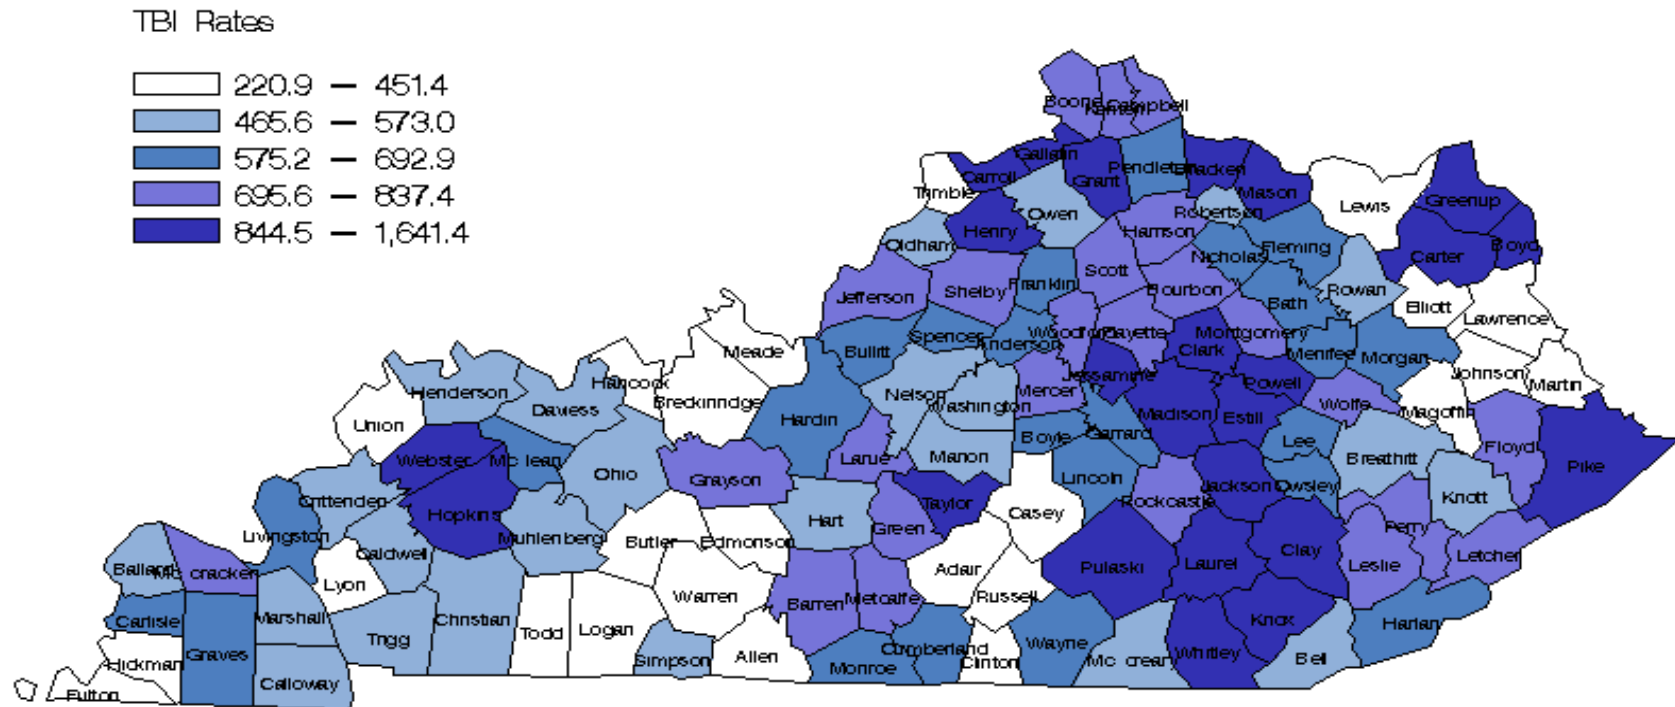 TBI Rates
220.9 – 451.4
465.6 – 573.0
575.2 – 692.9
695.6 – 837.4
844.5 – 1,641.4
Boone
Kenton
Campbell
Gallatin
Carroll
Grant
Pendleton
Bracken
Mason
Trimble
Owen
Robertson
Lewis
Greenup
Henry
Harrison
Oldham
Fleming
Nicholas
Carter
Boyd
Scott
Franklin
Shelby
Jefferson
Bourbon
Rowan
Bath
Elliott
Lawrence
Woodford
Fayette
Montgomery
Spencer
Anderson
Bullitt
Meade
Clark
Menifee
Morgan
Hancock
Henderson
Daviess
Breckinridge
Nelson
Washington
Mercer
Jessamine
Powell
Johnson
Martin
Union
Hardin
Madison
Estill
Wolfe
Magoffin
Boyle
Garrard
Lee
Floyd
Webster
Mc lean
Ohio
Larue
Marion
Breathitt
Pike
Grayson
Lincoln
Jackson
Owsley
Crittenden
Knott
Hopkins
Taylor
Rockcastle
Casey
Hart
Green
Perry
Livingston
Muhlenberg
Butler
Edmonson
Caldwell
Clay
Letcher
Ballard
Mc cracken
Lyon
Adair
Pulaski
Laurel
Leslie
Warren
Barren
Metcalfe
Russell
Carlisle
Marshall
Trigg
Christian
Todd
Logan
Knox
Harlan
Hickman
Graves
Simpson
Allen
Monroe
Cumberland
Clinton
Wayne
Mc creary
Whitley
Bell
Calloway
Fulton